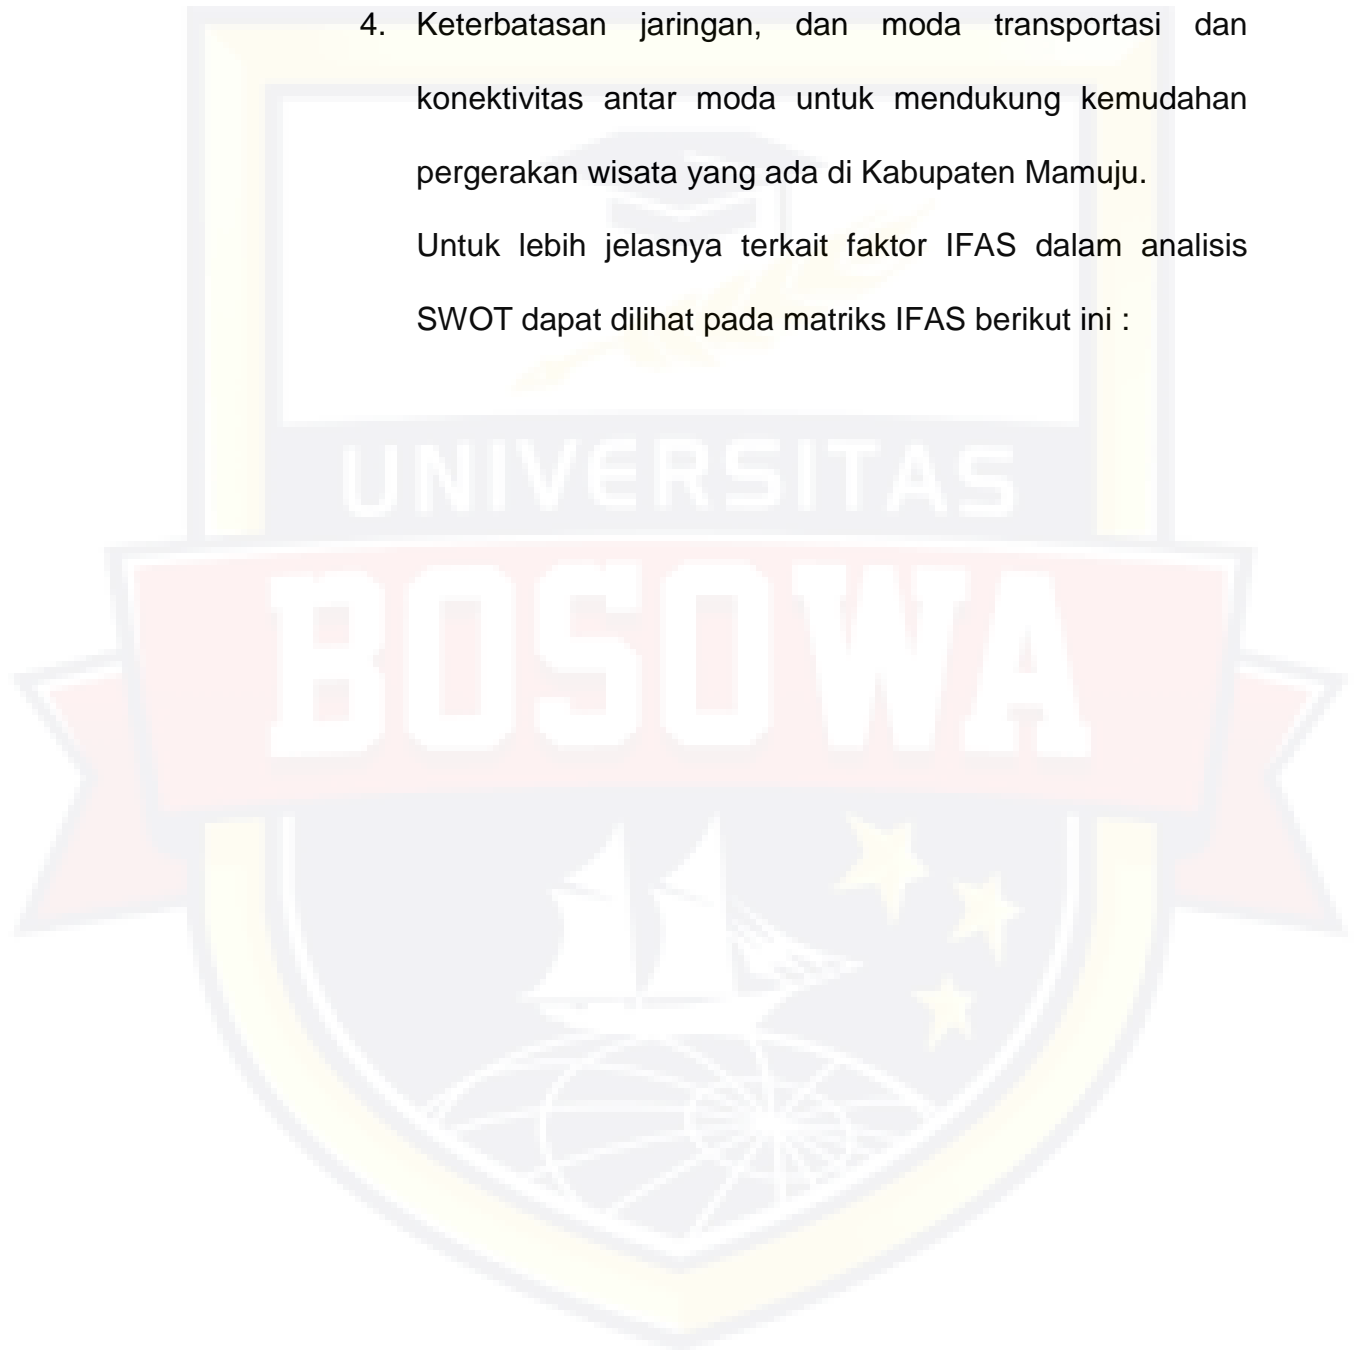 4. Keterbatasan jaringan, dan moda transportasi dan
konektivitas antar moda untuk mendukung kemudahan
pergerakan wisata yang ada di Kabupaten Mamuju.
Untuk lebih jelasnya terkait faktor IFAS dalam analisis
SWOT dapat dilihat pada matriks IFAS berikut ini :
UNIVERSITAS
BOSOWA